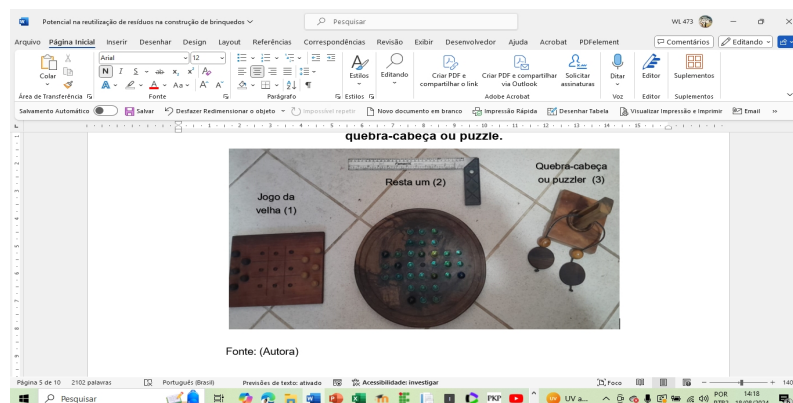 Potencial na reutilização de resíduos na construção de brinquedos
Pesquisar
WL 473
Arquivo Página Inicial Inserir Desenhar Design Layout Referências Correspondências Revisão Exibir Desenvolvedor Ajuda Acrobat PDFelement Comentários Editando
Colar
Arial 12
Estilos
Editando
Criar PDF e compartilhar o link
Criar PDF e compartilhar via Outlook
Solicitar assinaturas
Ditar
Editor
Suplementos
Área de Transferência Fonte Parágrafo Estilos Adobe Acrobat Voz Editor Suplementos
Salvamento Automático Salvar Desfazer Redimensionar o objeto Impossível repetir Novo documento em branco Impressão Rápida Desenhar Tabela Visualizar Impressão e Imprimir Email
quebra-cabeça ou puzzle.
Jogo da
velha (1)
Resta um (2)
Quebra-cabeça
ou puzzler (3)
Fonte: (Autora)
Página 5 de 10 2102 palavras Português (Brasil) Previsões de texto: ativado Acessibilidade: investigar Foco 140
Pesquisar
UV a...
POR
14:18
18/08/2024